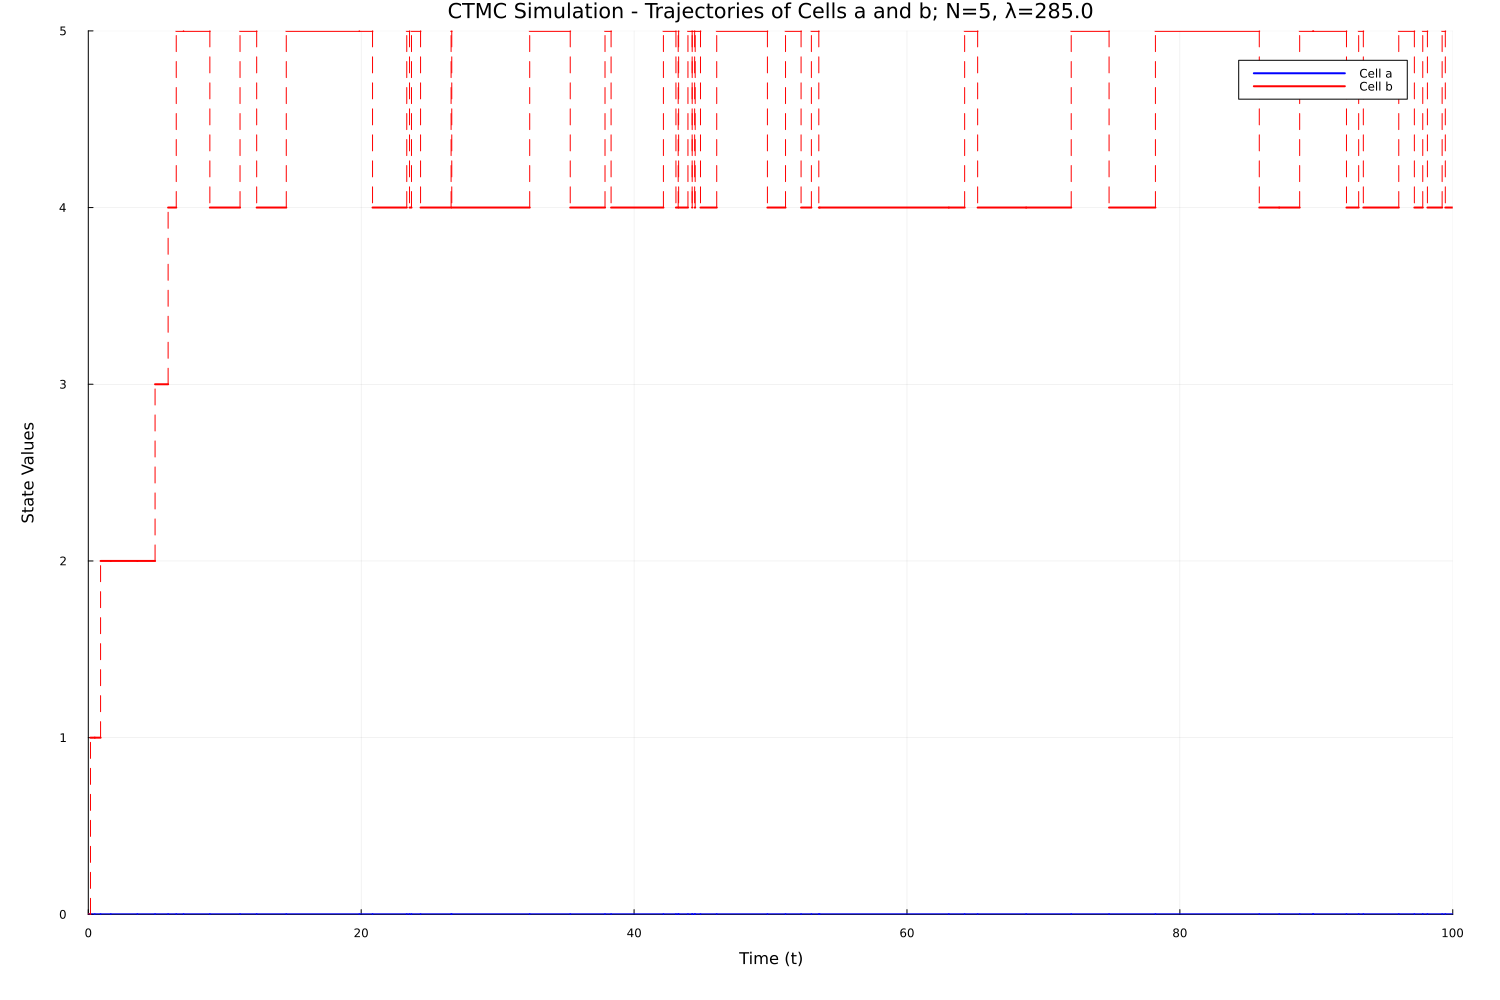 CTMC Simulation - Trajectories of Cells a and b; N=5, λ=285.0
5
Cell a
Cell b
4
3
State Values
2
1
0
0 20 40 60 80 100
Time (t)